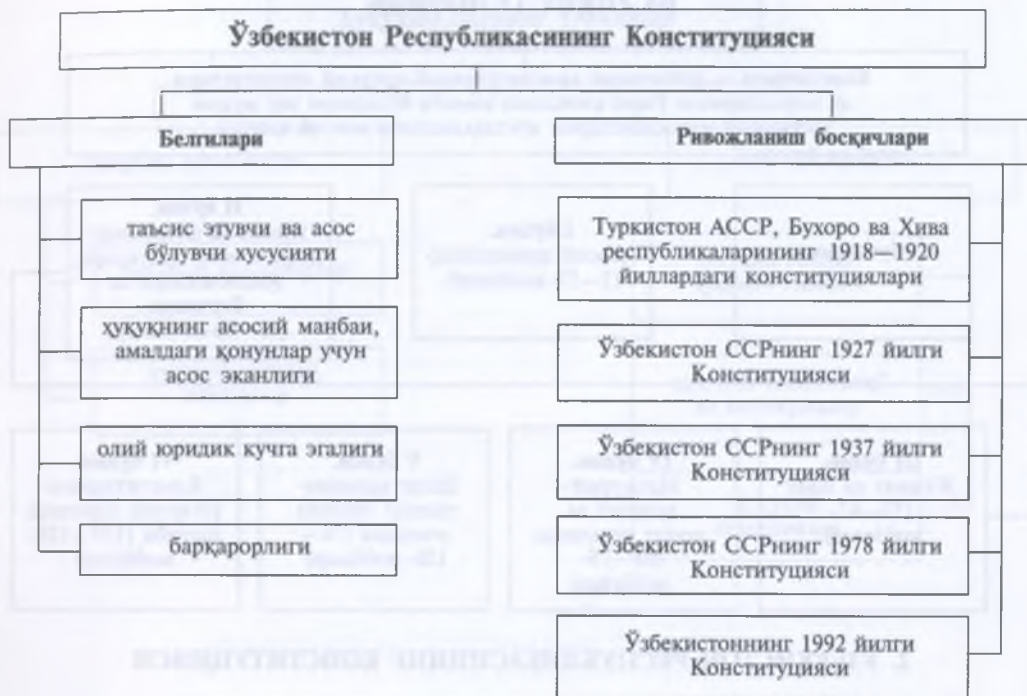 Ўзбекистон Республикасининг Конституцияси
Белгилари
таъсис этувчи ва асос
бўлувчи хусусияти
ҳуқуқнинг асосий манбаи,
амалдаги қонунлар учун
асос эканлиги
олий юридик кучга эгалиги
барқарорлиги
Ривожланиш босқичлари
Туркистон АССР, Бухоро ва Хива
республикаларининг 1918—1920
йиллардаги конституциялари
Ўзбекистон ССРнинг 1927 йилги
Конституцияси
Ўзбекистон ССРнинг 1937 йилги
Конституцияси
Ўзбекистон ССРнинг 1978 йилги
Конституцияси
Ўзбекистоннинг 1992 йилги
Конституцияси